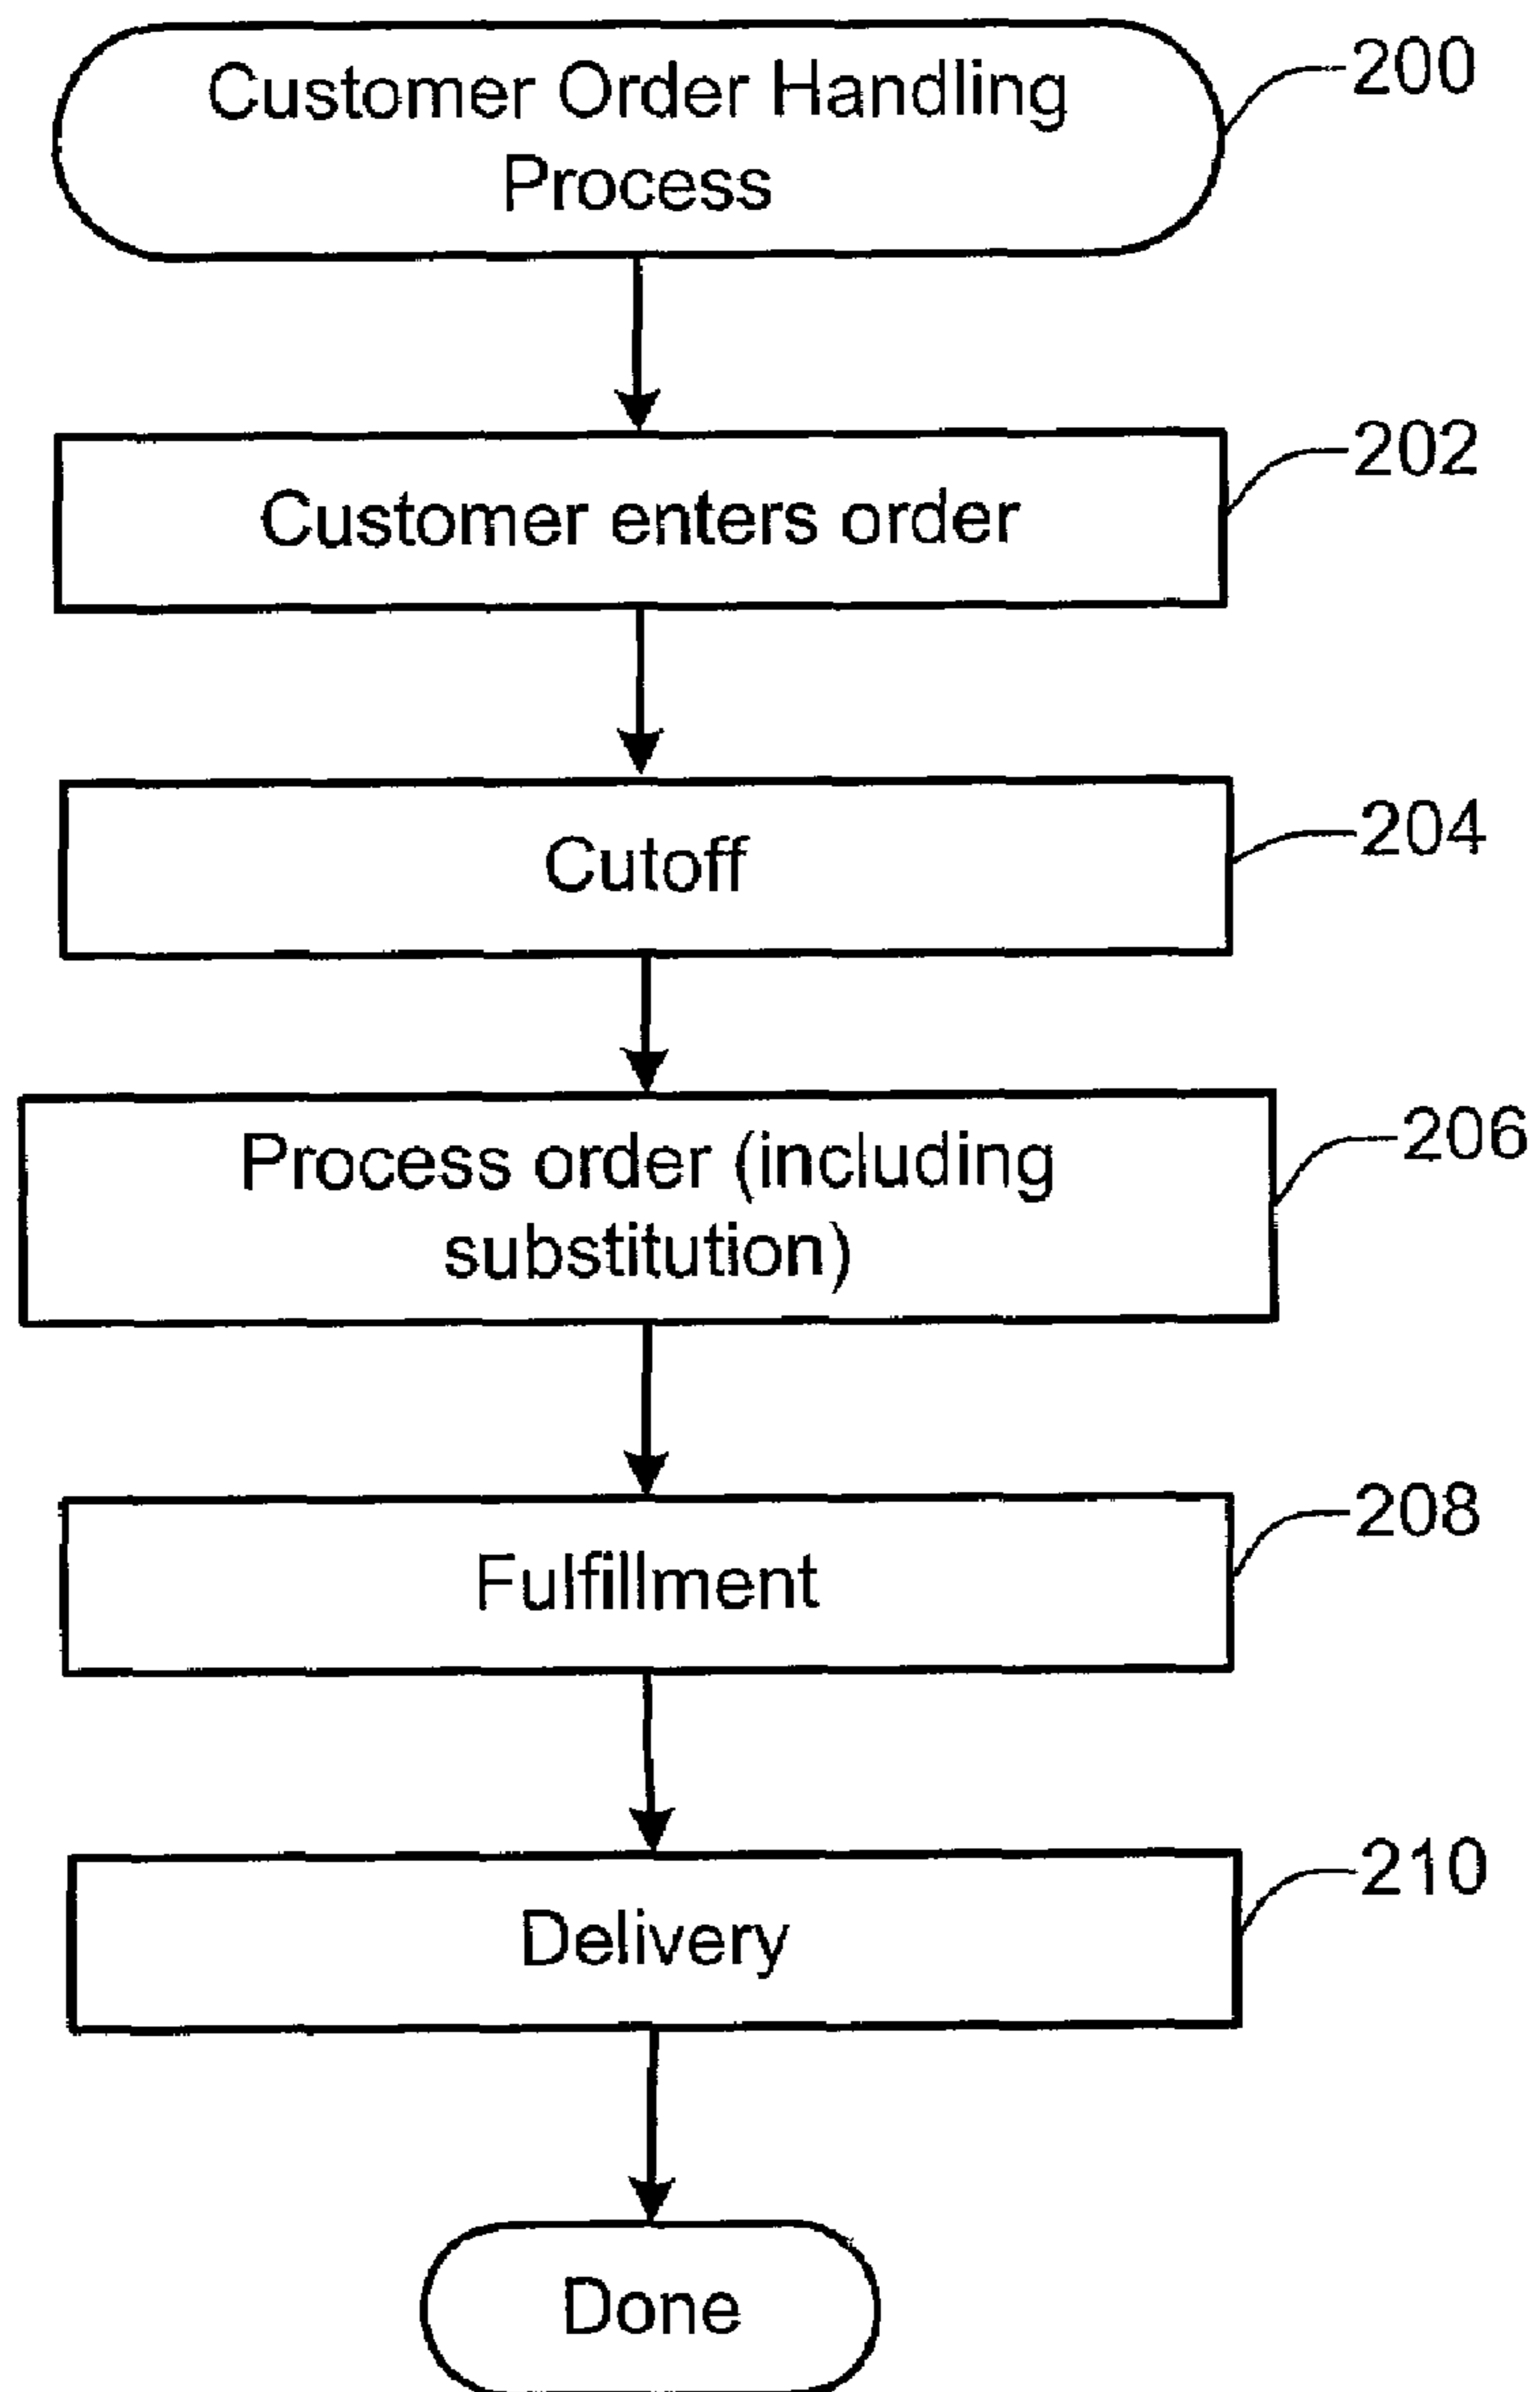 Customer Order Handling
Process
200
Customer enters order
202
Cutoff
204
Process order (including
substitution)
206
Fulfillment
208
Delivery
210
Done